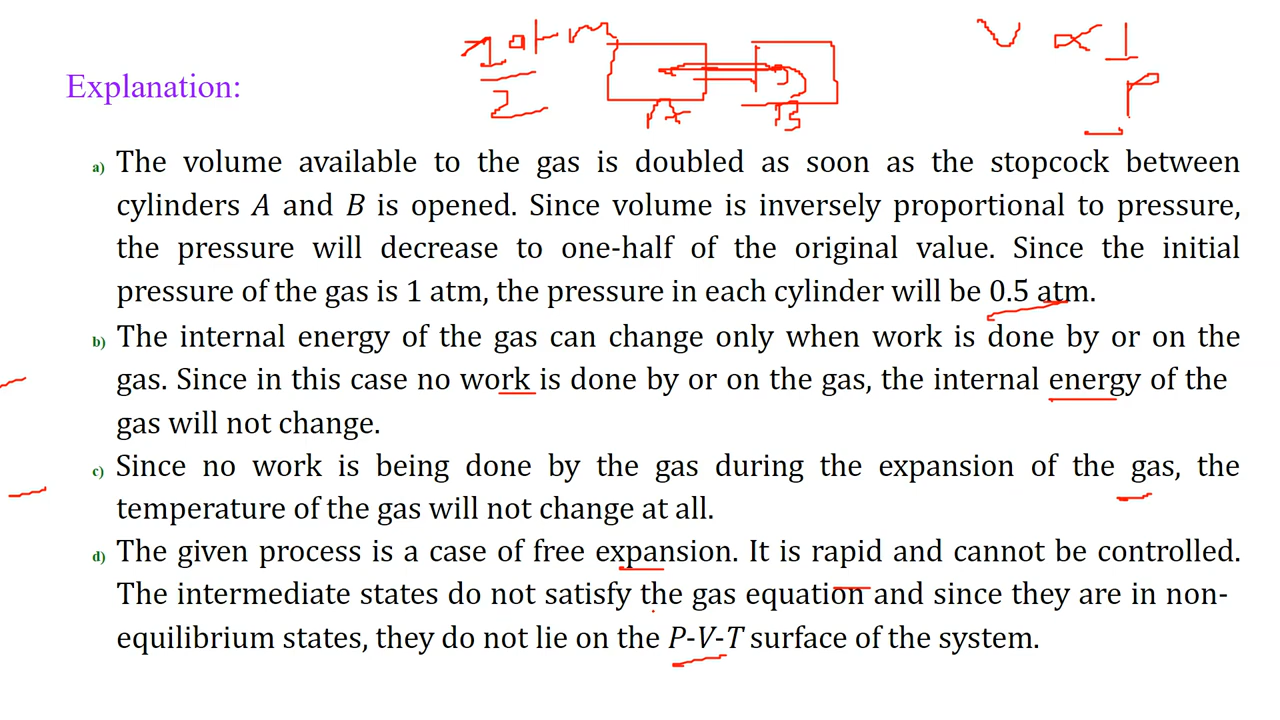 1 atm
2
A
B
V ∝ 1
P
Explanation:
a) The volume available to the gas is doubled as soon as the stopcock between
cylinders A and B is opened. Since volume is inversely proportional to pressure,
the pressure will decrease to one-half of the original value. Since the initial
pressure of the gas is 1 atm, the pressure in each cylinder will be 0.5 atm.
b) The internal energy of the gas can change only when work is done by or on the
gas. Since in this case no work is done by or on the gas, the internal energy of the
gas will not change.
c) Since no work is being done by the gas during the expansion of the gas, the
temperature of the gas will not change at all.
d) The given process is a case of free expansion. It is rapid and cannot be controlled.
The intermediate states do not satisfy the gas equation and since they are in non-
equilibrium states, they do not lie on the P-V-T surface of the system.